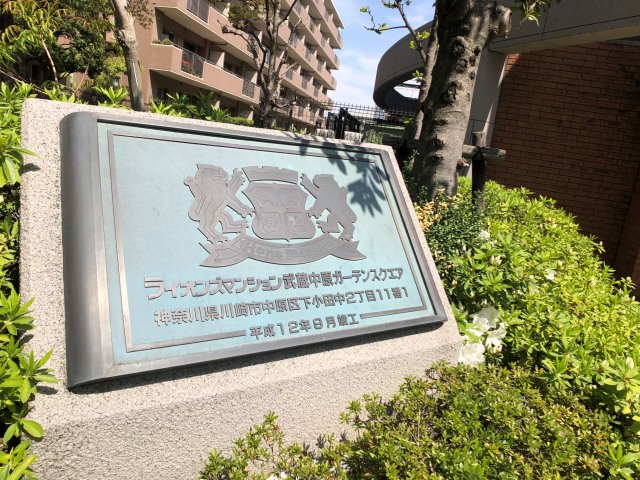 ライオンズマンション武蔵中原ガーデンスクエア
神奈川県川崎市中原区下小田中2丁目11番1
平成12年9月竣工